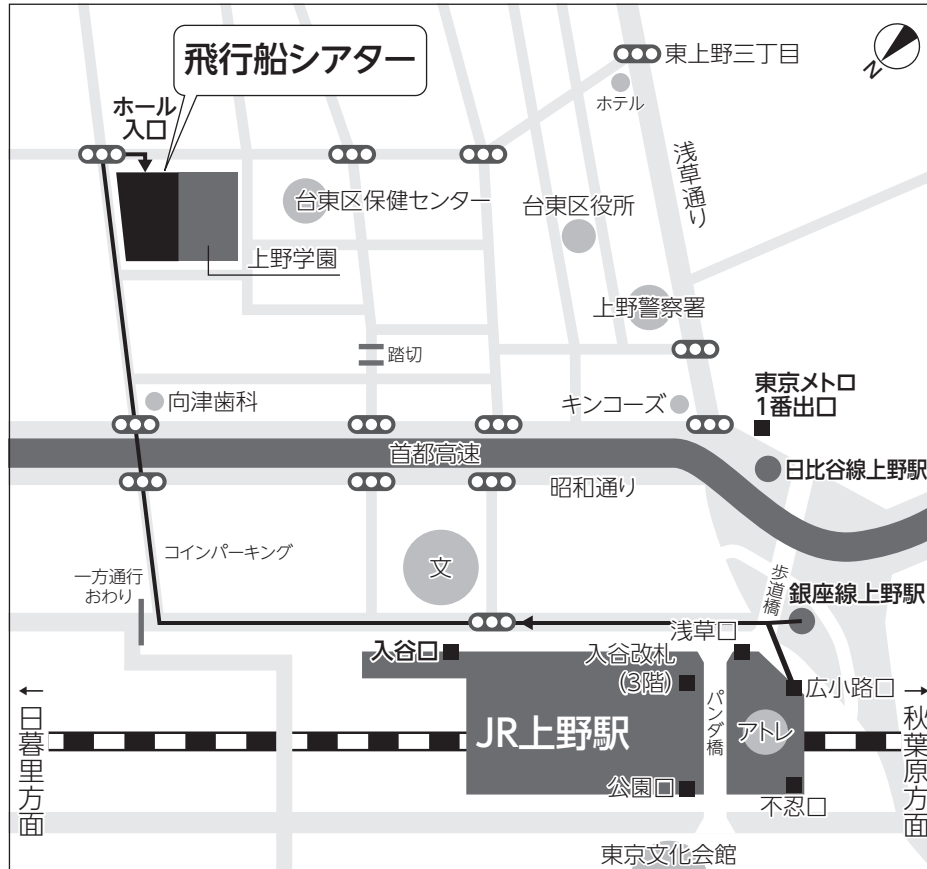 飛行船シアター
東上野三丁目
N
ホール
入口
ホテル
浅草通り
台東区保健センター
台東区役所
上野学園
上野警察署
踏切
東京メトロ
1番出口
向津歯科
キンコーズ
首都高速
日比谷線上野駅
昭和通り
コインパーキング
文
一方通行
おわり
歩道橋
銀座線上野駅
浅草口
入谷口
入谷改札
(3階)
広小路口
←
日暮里方面
パンダ橋
→
秋葉原方面
JR上野駅
アトレ
公園口
不忍口
東京文化会館